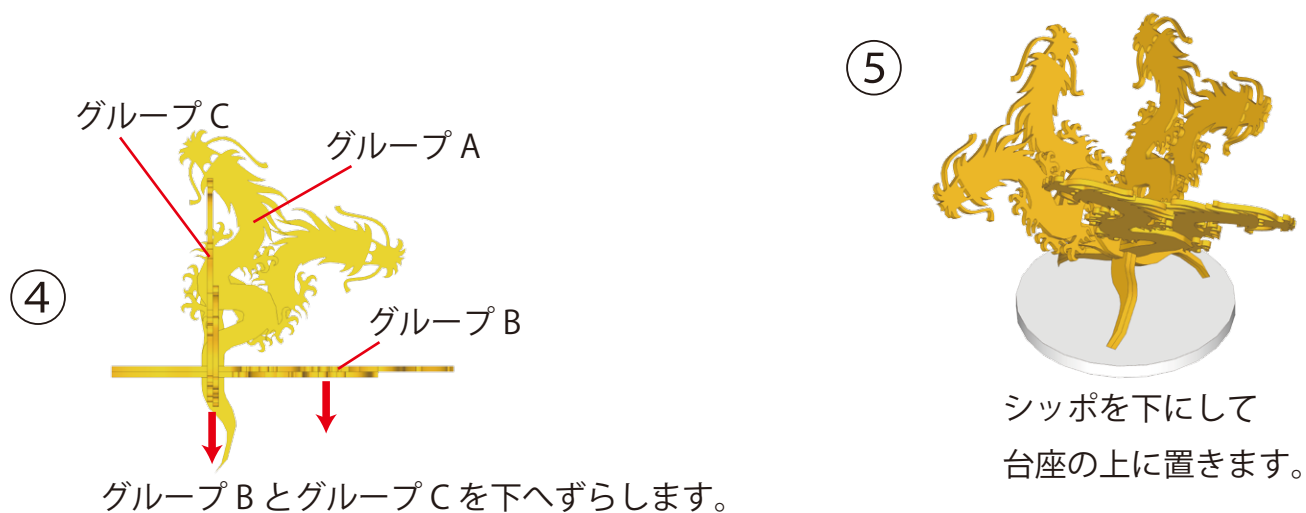 ④
グループ C
グループ A
グループ B
グループ B とグループ C を下へずらします。
⑤
シッポを下にして
台座の上に置きます。